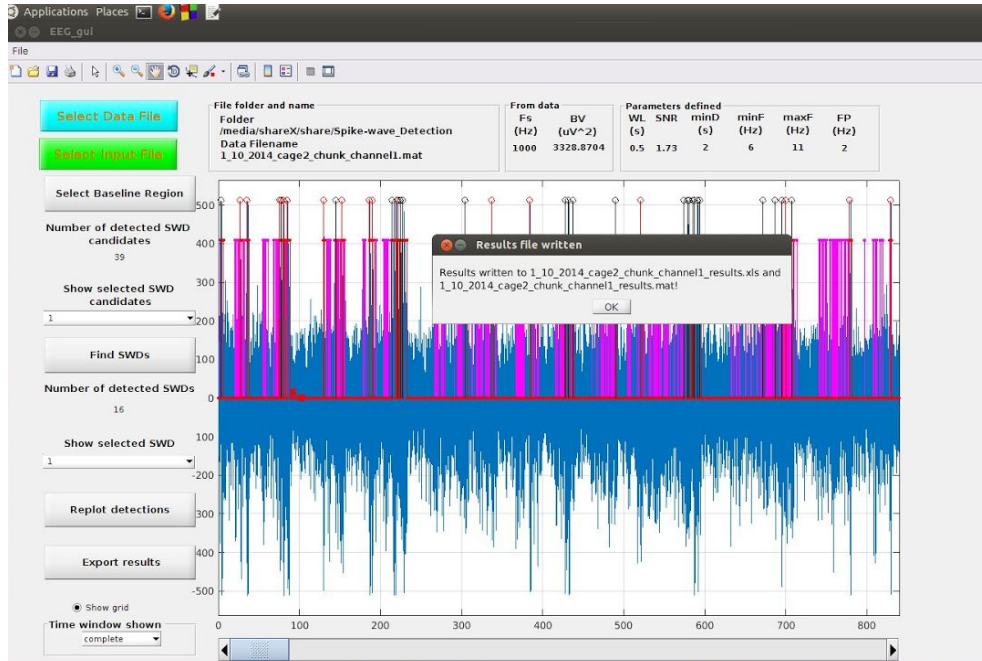 Applications Places
EEG_gui
File
Select Data File
Select Input File
File folder and name
Folder
/media/shareX/share/Spike-wave_Detection
Data Filename
1_10_2014_cage2_chunk_channel1.mat
From data
Fs BV
(Hz) (uV^2)
1000 3328.8704
Parameters defined
WL SNR minD minF maxF FP
(s) (s) (Hz) (Hz) (Hz)
0.5 1.73 2 6 11 2
Select Baseline Region
Number of detected SWD
candidates
39
Show selected SWD
candidates
1
Find SWDs
Number of detected SWDs
16
Show selected SWD
1
Replot detections
Export results
Show grid
Time window shown
complete
500
400
300
200
100
0
100
-200
300
400
-500
0 100 200 300 400 500 600 700 800
Results file written
Results written to 1_10_2014_cage2_chunk_channel1_results.xls and
1_10_2014_cage2_chunk_channel1_results.mat!
OK